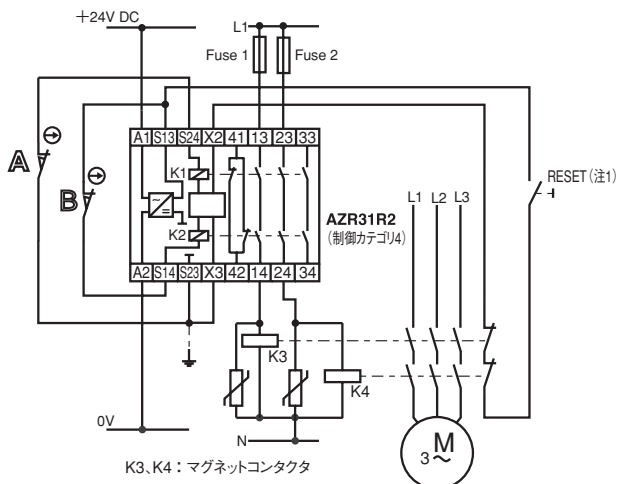 +24V DC
L1
Fuse 1
Fuse 2
A1 S13 S24 X2 41 13 23 33
A
B
K1
K2
~
=
AZR31R2
(制御カテゴリ4)
RESET(注1)
L1 L2 L3
A2 S14 S23 X3 42 14 24 34
K3
K4
0V
N
M
3~
K3、K4:マグネットコンタクタ